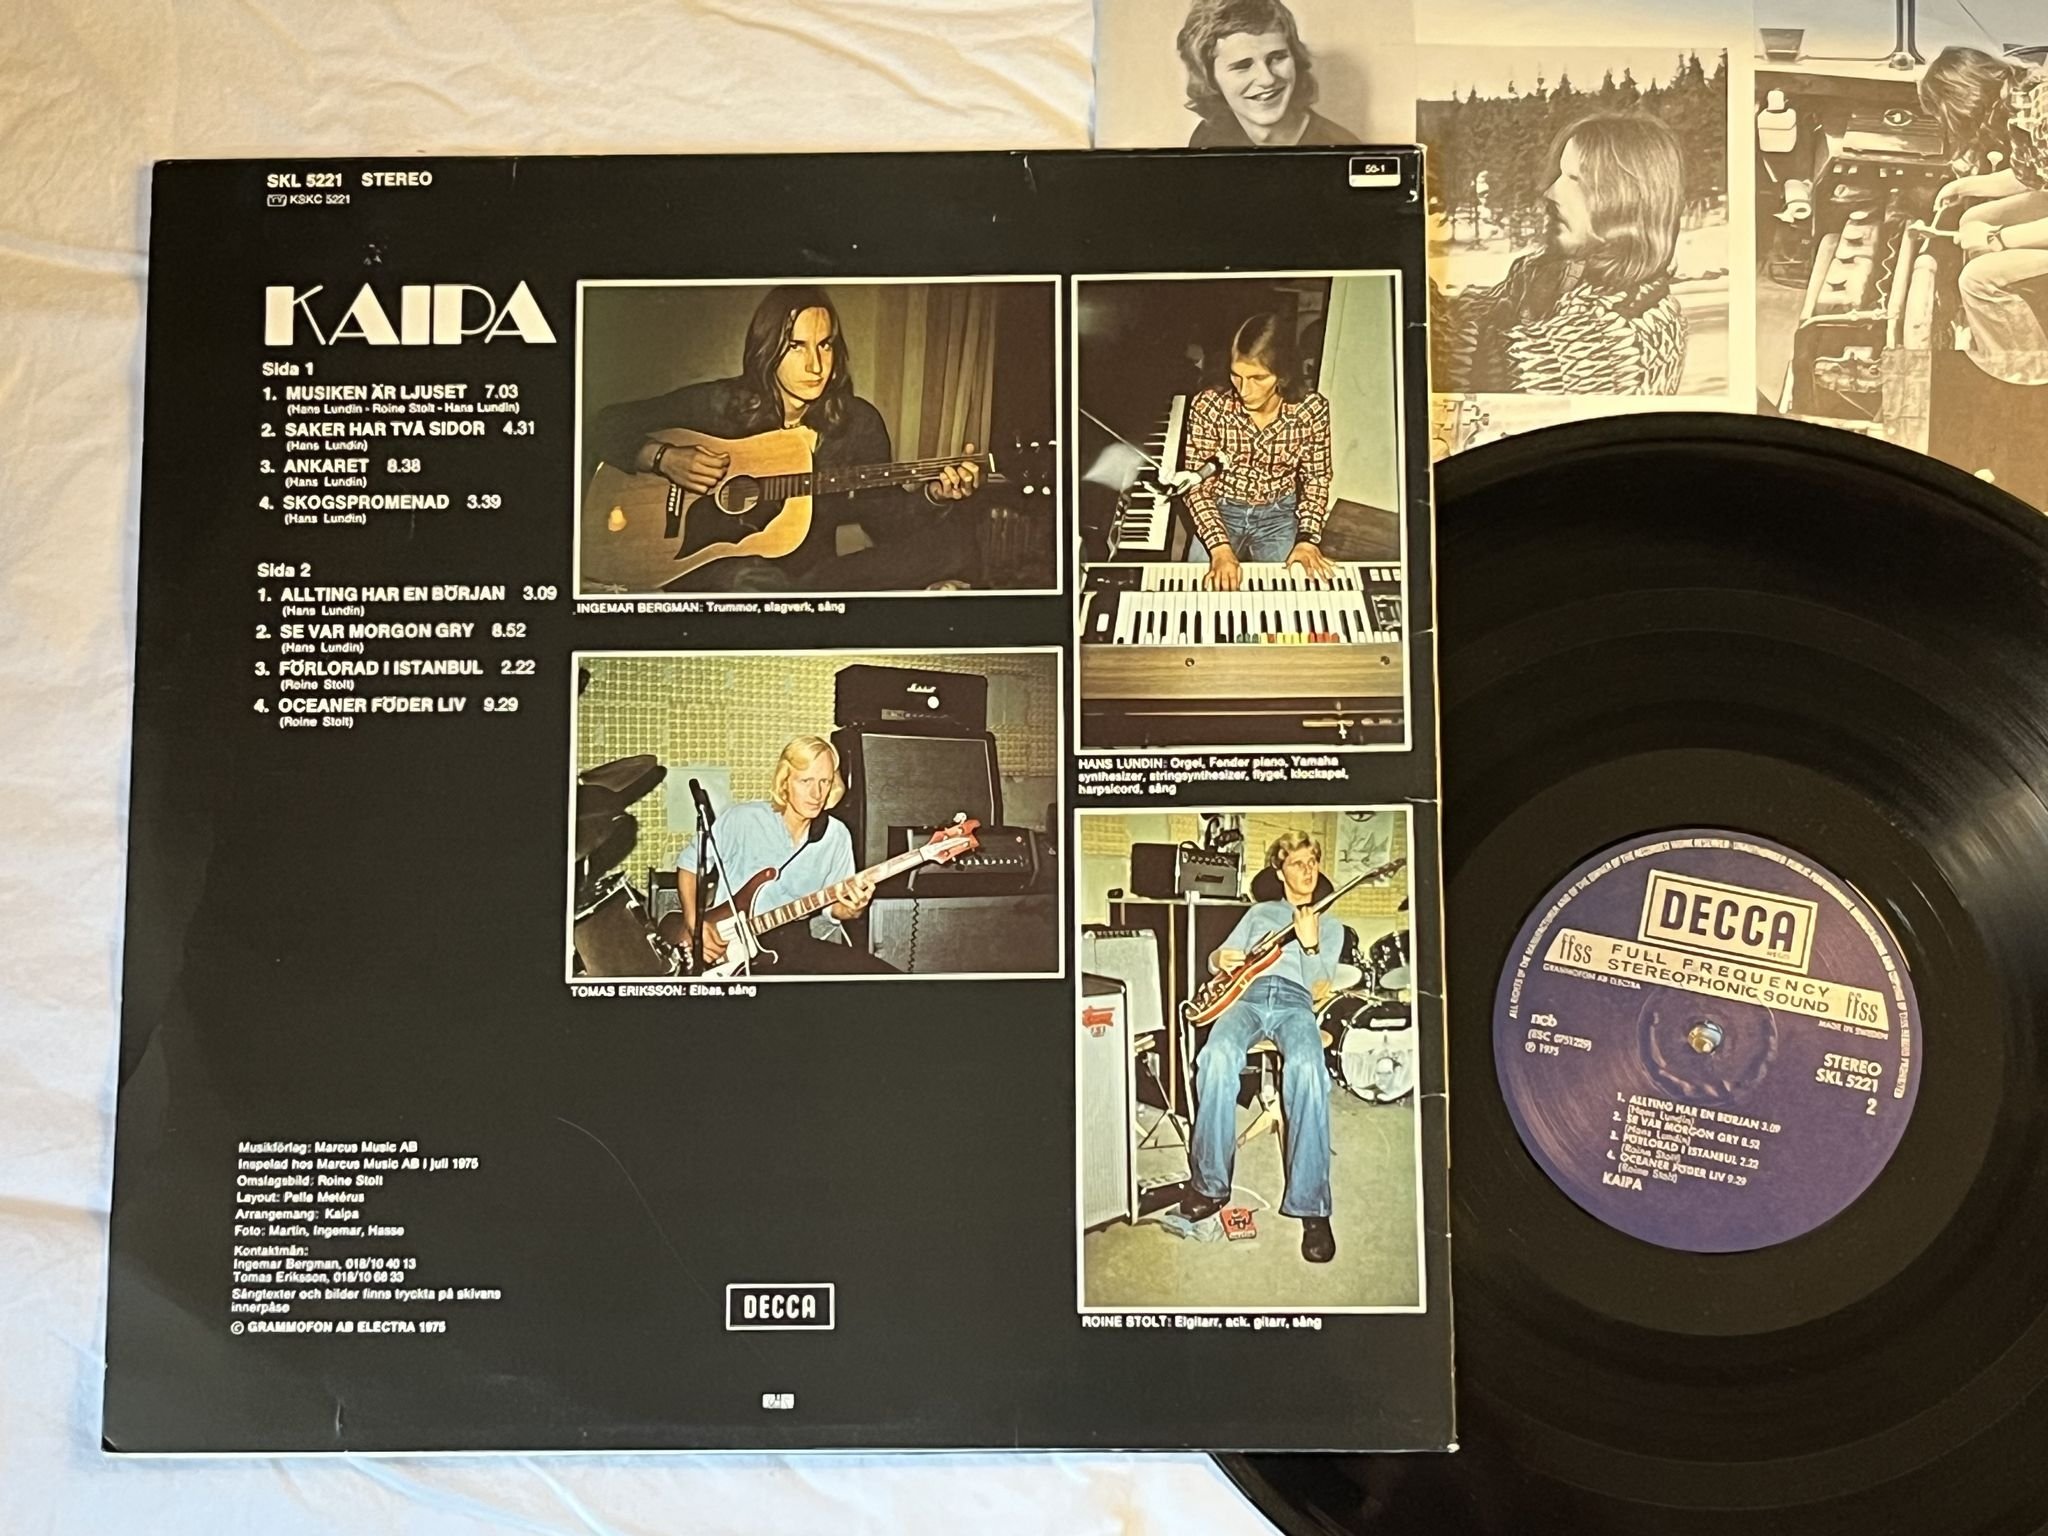 SKL 5221 STEREO
KSKC 5221
50-1
KAIPA
Sida 1
1. MUSIKEN ÄR LJUSET 7.03
(Hans Lundin - Roine Stolt - Hans Lundin)
2. SAKER HAR TVÅ SIDOR 4.31
(Hans Lundin)
3. ANKARET 8.38
(Hans Lundin)
4. SKOGSPROMENAD 3.39
(Hans Lundin)
Sida 2
1. ALLTING HAR EN BÖRJAN 3.09
(Hans Lundin)
2. SE VAR MORGON GRY 8.52
(Hans Lundin)
3. FÖRLORAD I ISTANBUL 2.22
(Roine Stolt)
4. OCEANER FÖDER LIV 9.29
(Roine Stolt)
INGEMAR BERGMAN: Trummor, slagverk, sång
Marshall
TOMAS ERIKSSON: Elbas, sång
HANS LUNDIN: Orgel, Fender piano, Yamaha
synthesizer, stringsynthesizer, flygel, klockspel,
harpsicord, sång
ROINE STOLT: Elgitarr, ack. gitarr, sång
Musikförlag: Marcus Music AB
Inspelad hos Marcus Music AB i juli 1975
Omslagsbild: Roine Stolt
Layout: Pelle Metérus
Arrangemang: Kaipa
Foto: Martin, Ingemar, Hasse
Kontaktmän:
Ingemar Bergman, 018/10 40 13
Tomas Eriksson, 018/10 68 33
Sångtexter och bilder finns tryckta på skivans
innerpåse
© GRAMMOFON AB ELECTRA 1975
DECCA
DECCA
ffss FULL FREQUENCY STEREOPHONIC SOUND ffss
GRAMMOFON AB ELECTRA
MADE IN SWEDEN
ncb
℗ 1975
STEREO
SKL 5221
2
1. ALLTING HAR EN BÖRJAN 3.09
(Hans Lundin)
2. SE VAR MORGON GRY 8.52
(Hans Lundin)
3. FÖRLORAD I ISTANBUL 2.22
(Roine Stolt)
4. OCEANER FÖDER LIV 9.29
(Roine Stolt)
KAIPA